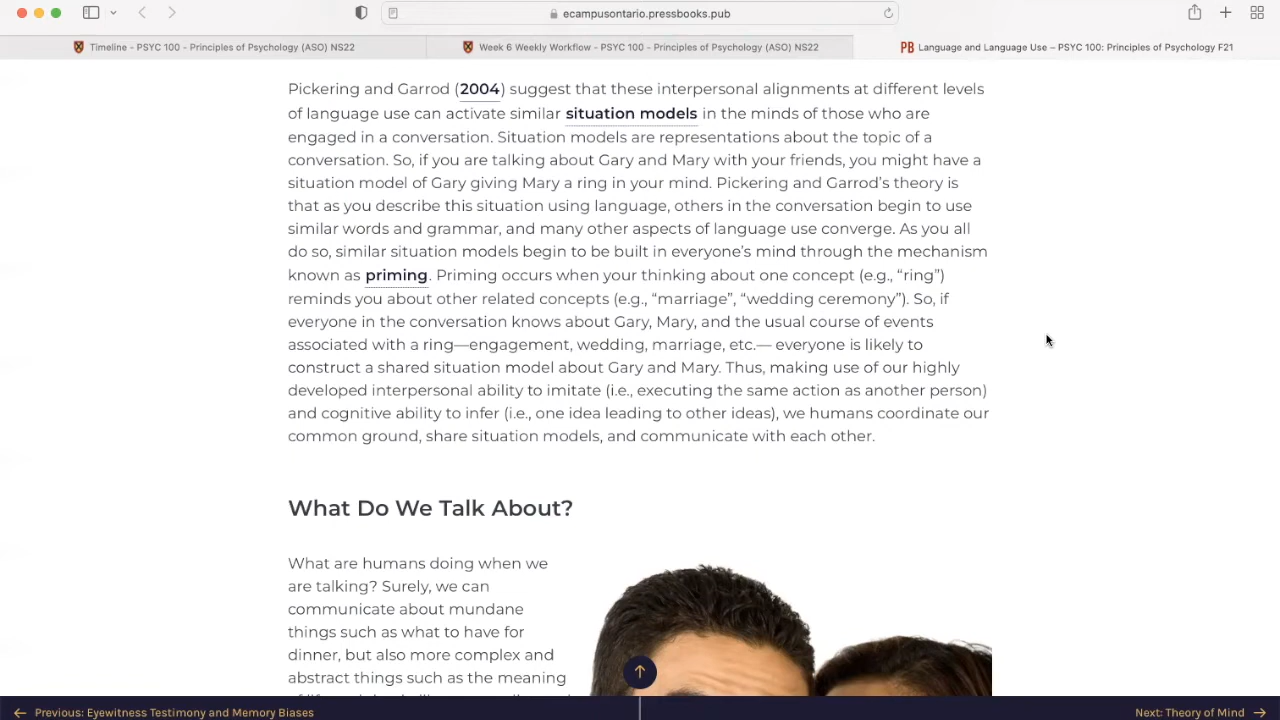 ecampusontario.pressbooks.pub
Timeline - PSYC 100 - Principles of Psychology (ASO) NS22
Week 6 Weekly Workflow - PSYC 100 - Principles of Psychology (ASO) NS22
PB Language and Language Use – PSYC 100: Principles of Psychology F21
Pickering and Garrod (2004) suggest that these interpersonal alignments at different levels
of language use can activate similar situation models in the minds of those who are
engaged in a conversation. Situation models are representations about the topic of a
conversation. So, if you are talking about Gary and Mary with your friends, you might have a
situation model of Gary giving Mary a ring in your mind. Pickering and Garrod’s theory is
that as you describe this situation using language, others in the conversation begin to use
similar words and grammar, and many other aspects of language use converge. As you all
do so, similar situation models begin to be built in everyone’s mind through the mechanism
known as priming. Priming occurs when your thinking about one concept (e.g., “ring”)
reminds you about other related concepts (e.g., “marriage”, “wedding ceremony”). So, if
everyone in the conversation knows about Gary, Mary, and the usual course of events
associated with a ring—engagement, wedding, marriage, etc.— everyone is likely to
construct a shared situation model about Gary and Mary. Thus, making use of our highly
developed interpersonal ability to imitate (i.e., executing the same action as another person)
and cognitive ability to infer (i.e., one idea leading to other ideas), we humans coordinate our
common ground, share situation models, and communicate with each other.
What Do We Talk About?
What are humans doing when we
are talking? Surely, we can
communicate about mundane
things such as what to have for
dinner, but also more complex and
abstract things such as the meaning
← Previous: Eyewitness Testimony and Memory Biases
Next: Theory of Mind →